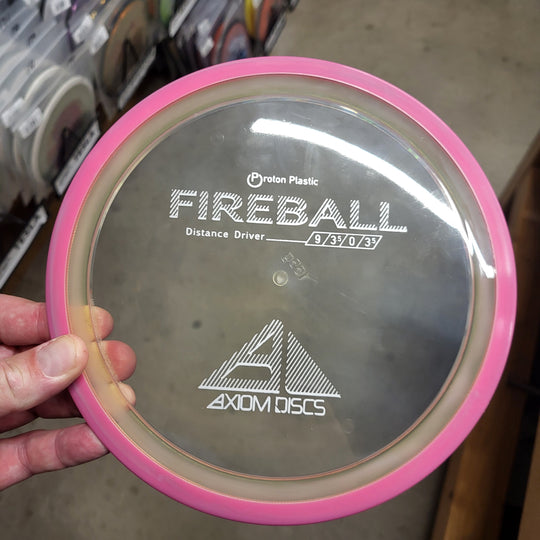 Proton Plastic
FIREBALL
Distance Driver 9/3.5/0/3.5
AXIOM DISCS